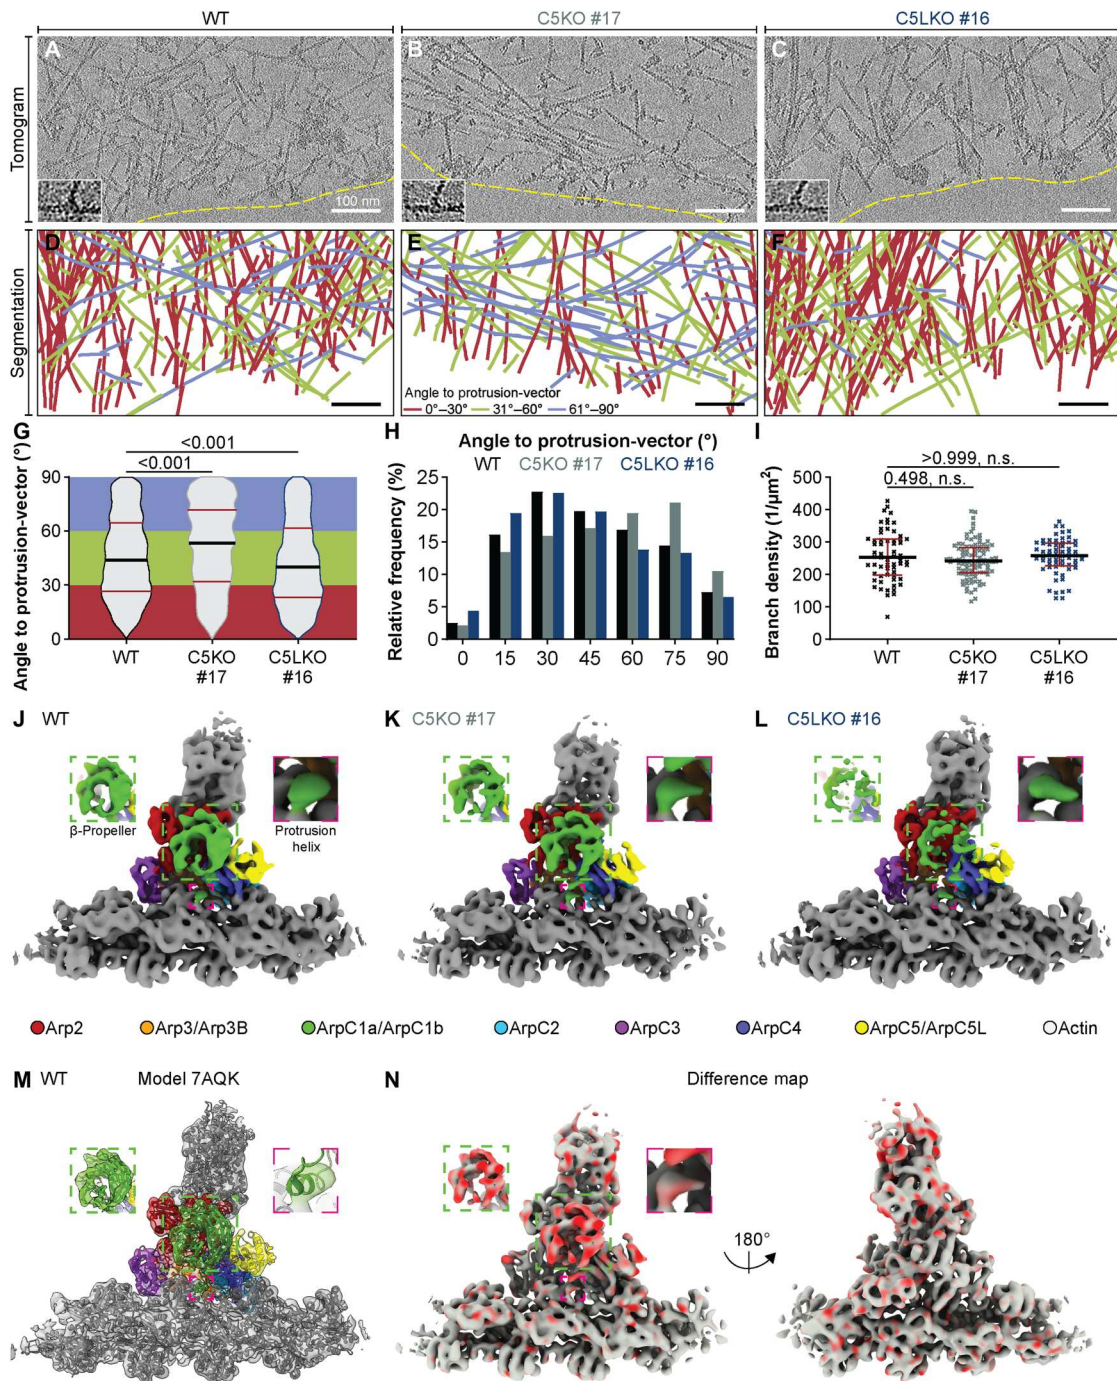 WT
C5KO #17
C5LKO #16
Tomogram
A
B
C
100 nm
Segmentation
D
E
F
Angle to protrusion-vector
0°–30°
31°–60°
61°–90°
G
Angle to protrusion-vector (°)
<0.001
<0.001
90
60
30
0
WT
C5KO
#17
C5LKO
#16
H
Angle to protrusion-vector (°)
WT
C5KO #17
C5LKO #16
Relative frequency (%)
25
20
15
10
5
0
0 15 30 45 60 75 90
I
Branch density (1/μm²)
>0.999, n.s.
0.498, n.s.
500
400
300
200
100
0
WT
C5KO
#17
C5LKO
#16
J WT
β-Propeller
Protrusion
helix
K C5KO #17
L C5LKO #16
Arp2
Arp3/Arp3B
ArpC1a/ArpC1b
ArpC2
ArpC3
ArpC4
ArpC5/ArpC5L
Actin
M WT
Model 7AQK
N
Difference map
180°